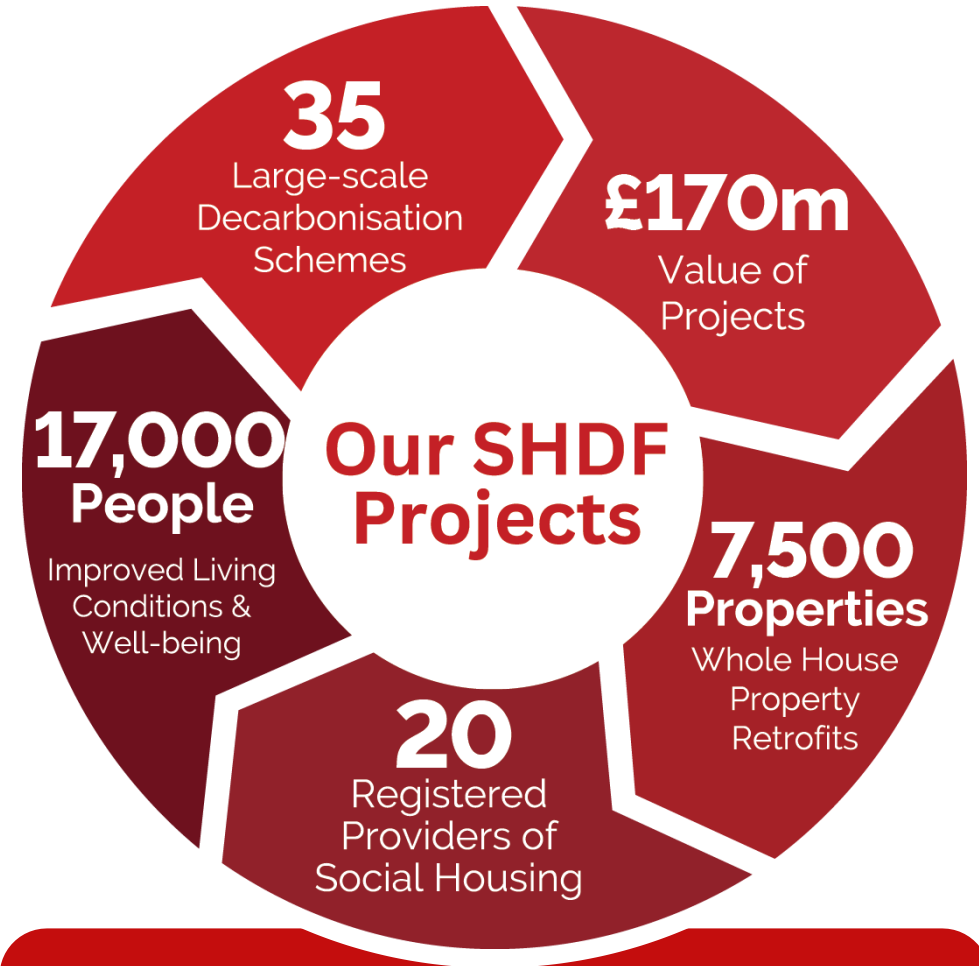 35
Large-scale
Decarbonisation
Schemes
£170m
Value of
Projects
7,500
Properties
Whole House
Property
Retrofits
20
Registered
Providers of
Social Housing
17,000
People
Improved Living
Conditions &
Well-being
Our SHDF
Projects